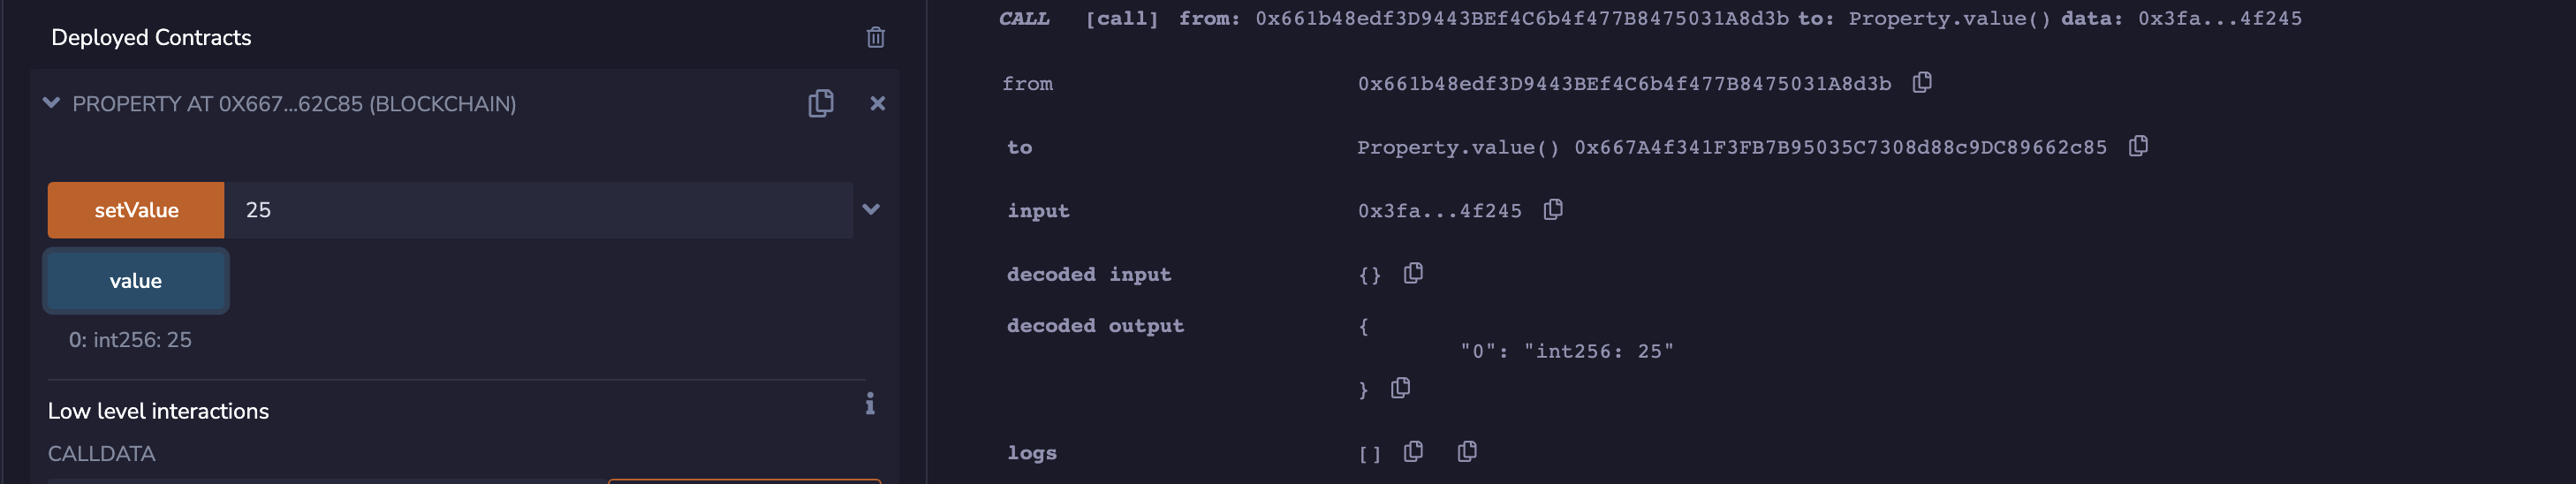 Deployed Contracts
PROPERTY AT 0X667...62C85 (BLOCKCHAIN)
setValue 25
value
0: int256: 25
Low level interactions
CALLDATA
CALL [call] from: 0x661b48edf3D9443BEf4C6b4f477B8475031A8d3b to: Property.value() data: 0x3fa...4f245
from 0x661b48edf3D9443BEf4C6b4f477B8475031A8d3b
to Property.value() 0x667A4f341F3FB7B95035C7308d88c9DC89662c85
input 0x3fa...4f245
decoded input {}
decoded output {
"0": "int256: 25"
}
logs []